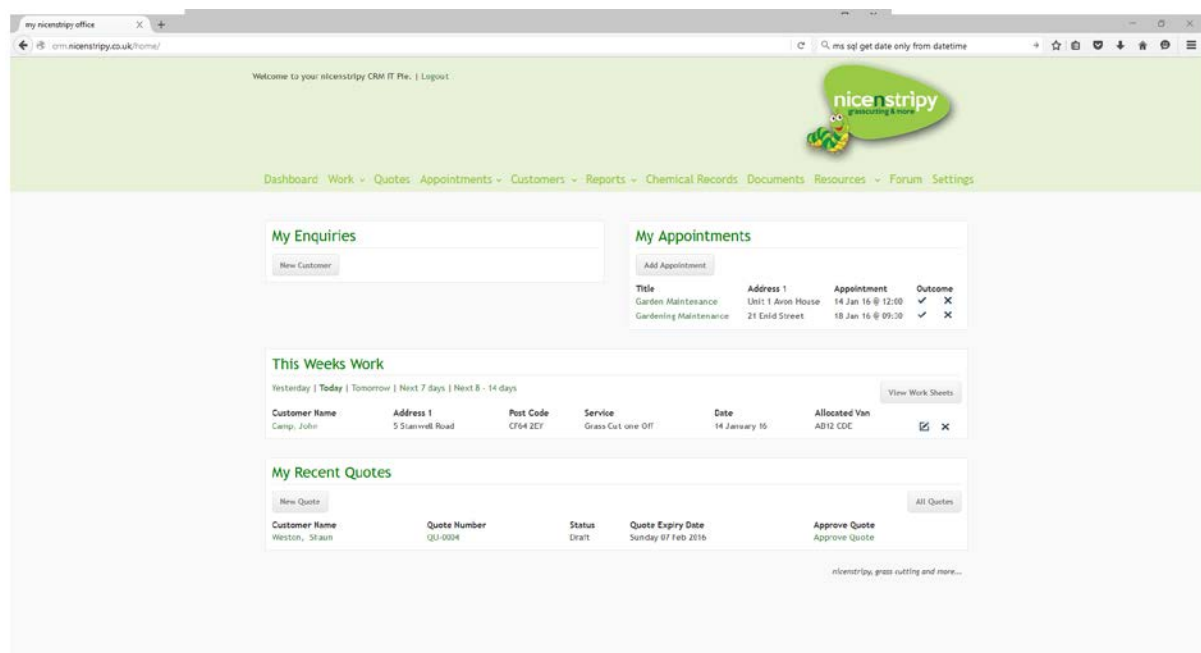 my nicenstripy office
crm.nicenstripy.co.uk/home/
ms sql get date only from datetime
Welcome to your nicenstripy CRM IT Pie. | Logout
nicenstripy
grasscutting & more
Dashboard Work Quotes Appointments Customers Reports Chemical Records Documents Resources Forum Settings
My Enquiries
New Customer
My Appointments
Add Appointment
Title Address 1 Appointment Outcome
Garden Maintenance Unit 1 Avon House 14 Jan 16 @ 12:00
Gardening Maintenance 21 Enid Street 18 Jan 16 @ 09:30
This Weeks Work
Yesterday | Today | Tomorrow | Next 7 days | Next 8 - 14 days
View Work Sheets
Customer Name Address 1 Post Code Service Date Allocated Van
Camp, John 5 Stanwell Road CF64 2EY Grass Cut one Off 14 January 16 AB12 CDE
My Recent Quotes
New Quote
All Quotes
Customer Name Quote Number Status Quote Expiry Date Approve Quote
Weston, Shaun QU-0004 Draft Sunday 07 Feb 2016 Approve Quote
nicenstripy, grass cutting and more...